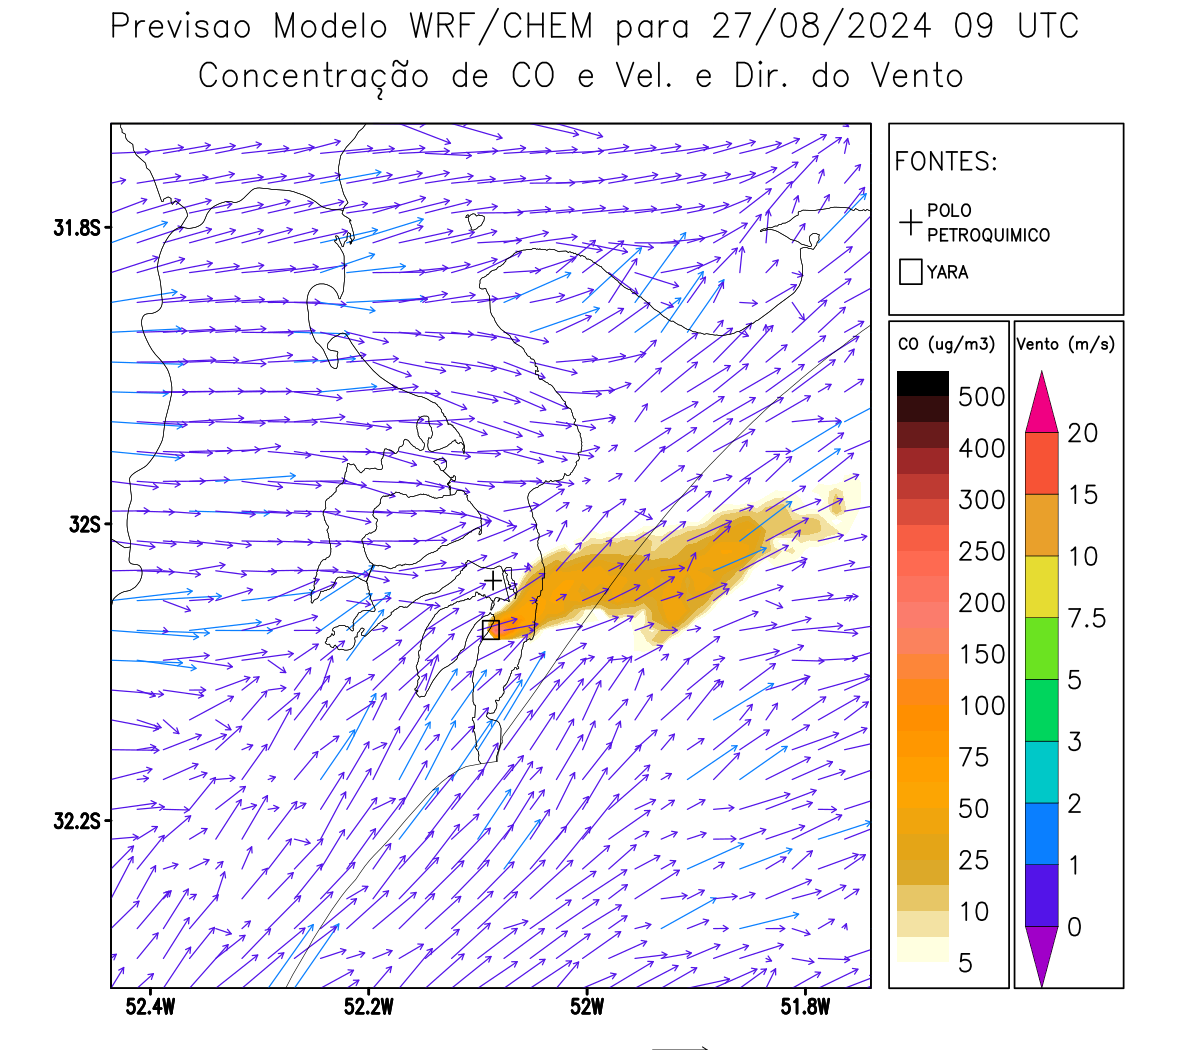 Previsao Modelo WRF/CHEM para 27/08/2024 09 UTC
Concentração de CO e Vel. e Dir. do Vento
FONTES:
POLO
PETROQUIMICO
YARA
31.8S
32S
32.2S
52.4W
52.2W
52W
51.8W
CO (ug/m3)
500
400
300
250
200
150
100
75
50
25
10
5
Vento (m/s)
20
15
10
7.5
5
3
2
1
0